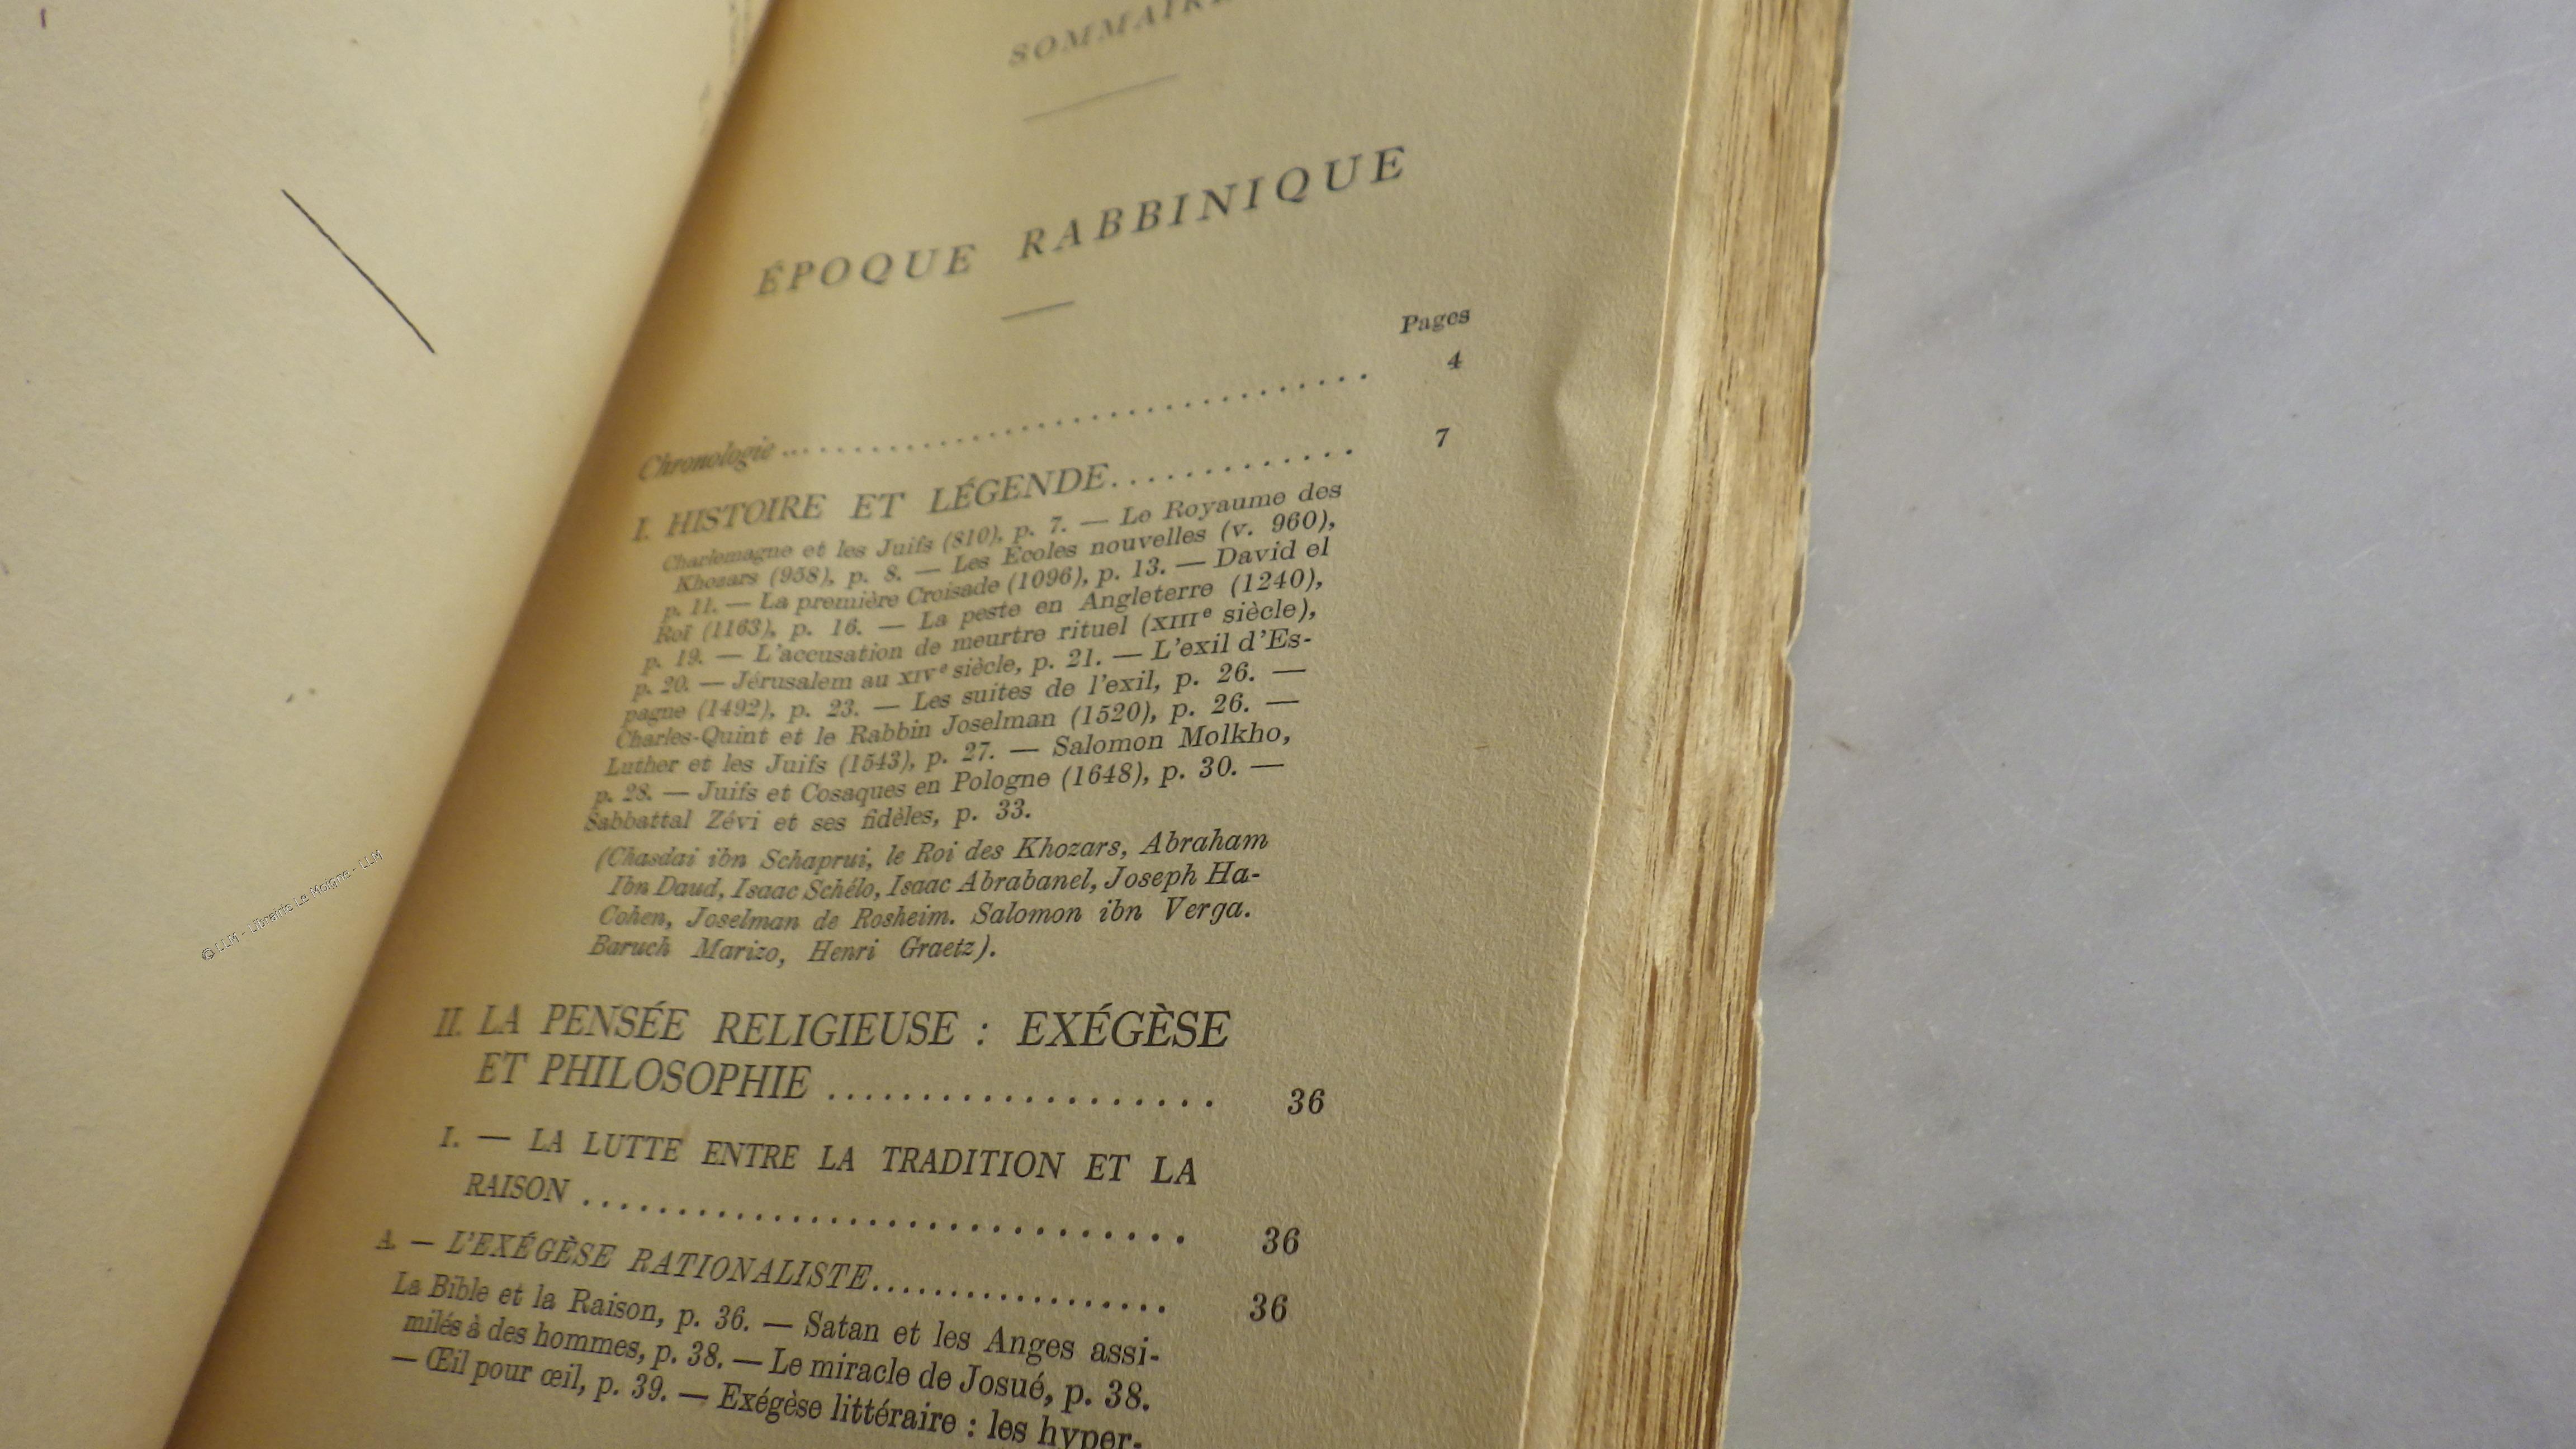 SOMMAIRE
ÉPOQUE RABBINIQUE
Pages
Chronologie ........................ 4
I. HISTOIRE ET LÉGENDE............ 7
Charlemagne et les Juifs (810), p. 7. — Le Royaume des
Khozars (958), p. 8. — Les Écoles nouvelles (v. 960),
p. 11. — La première Croisade (1096), p. 13. — David el
Roï (1163), p. 16. — La peste en Angleterre (1240),
p. 19. — L'accusation de meurtre rituel (XIIIe siècle),
p. 20. — Jérusalem au XIVe siècle, p. 21. — L'exil d'Es-
pagne (1492), p. 23. — Les suites de l'exil, p. 26. —
Charles-Quint et le Rabbin Joselman (1520), p. 26. —
Luther et les Juifs (1543), p. 27. — Salomon Molkho,
p. 28. — Juifs et Cosaques en Pologne (1648), p. 30. —
Sabbattaï Zévi et ses fidèles, p. 33.
(Chasdai ibn Schaprui, le Roi des Khozars, Abraham
Ibn Daud, Isaac Schélo, Isaac Abrabanel, Joseph Ha-
Cohen, Joselman de Rosheim. Salomon ibn Verga.
Baruch Marizo, Henri Graetz).
II. LA PENSÉE RELIGIEUSE : EXÉGÈSE
ET PHILOSOPHIE .................... 36
I. — LA LUTTE ENTRE LA TRADITION ET LA
RAISON ................................ 36
A. — L'EXÉGÈSE RATIONALISTE................. 36
La Bible et la Raison, p. 36. — Satan et les Anges assi-
milés à des hommes, p. 38. — Le miracle de Josué, p. 38.
— Œil pour œil, p. 39. — Exégèse littéraire : les hyper-
© LLM - Librairie Le Moigne - LLM